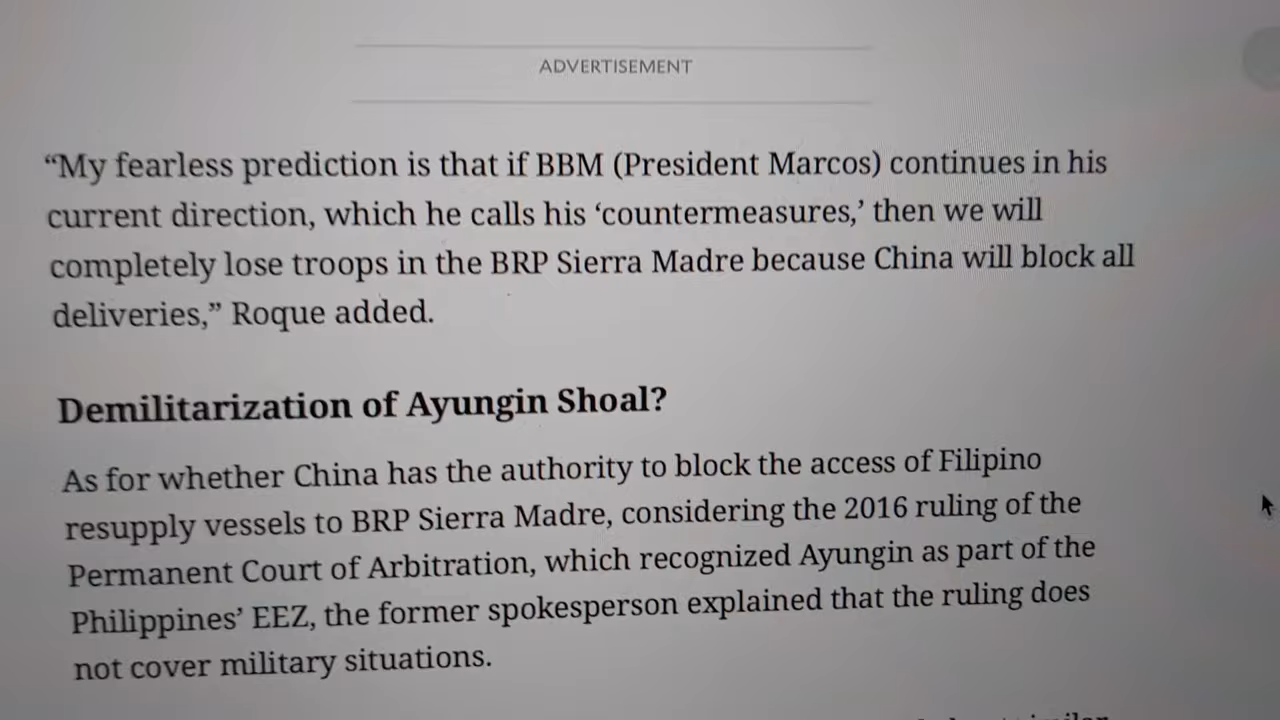 ADVERTISEMENT
“My fearless prediction is that if BBM (President Marcos) continues in his
current direction, which he calls his ‘countermeasures,’ then we will
completely lose troops in the BRP Sierra Madre because China will block all
deliveries,” Roque added.
Demilitarization of Ayungin Shoal?
As for whether China has the authority to block the access of Filipino
resupply vessels to BRP Sierra Madre, considering the 2016 ruling of the
Permanent Court of Arbitration, which recognized Ayungin as part of the
Philippines’ EEZ, the former spokesperson explained that the ruling does
not cover military situations.